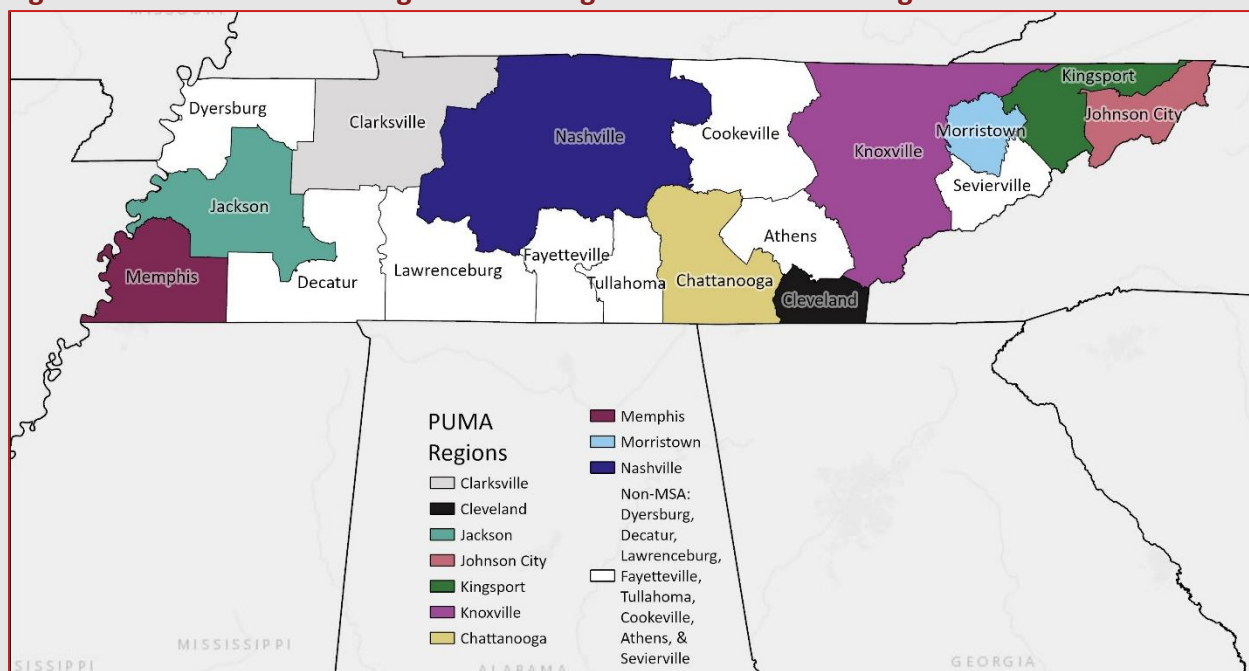 Dyersburg
Clarksville
Nashville
Cookeville
Knoxville
Kingsport
Morristown
Johnson City
Sevierville
Jackson
Memphis
Decatur
Lawrenceburg
Fayetteville
Tullahoma
Chattanooga
Athens
Cleveland
PUMA
Regions
Clarksville
Cleveland
Jackson
Johnson City
Kingsport
Knoxville
Chattanooga
Memphis
Morristown
Nashville
Non-MSA:
Dyersburg,
Decatur,
Lawrenceburg,
Fayetteville,
Tullahoma,
Cookeville,
Athens, &
Sevierville
MISSISSIPPI
SISSIPPI
ALABAMA
GEORGIA